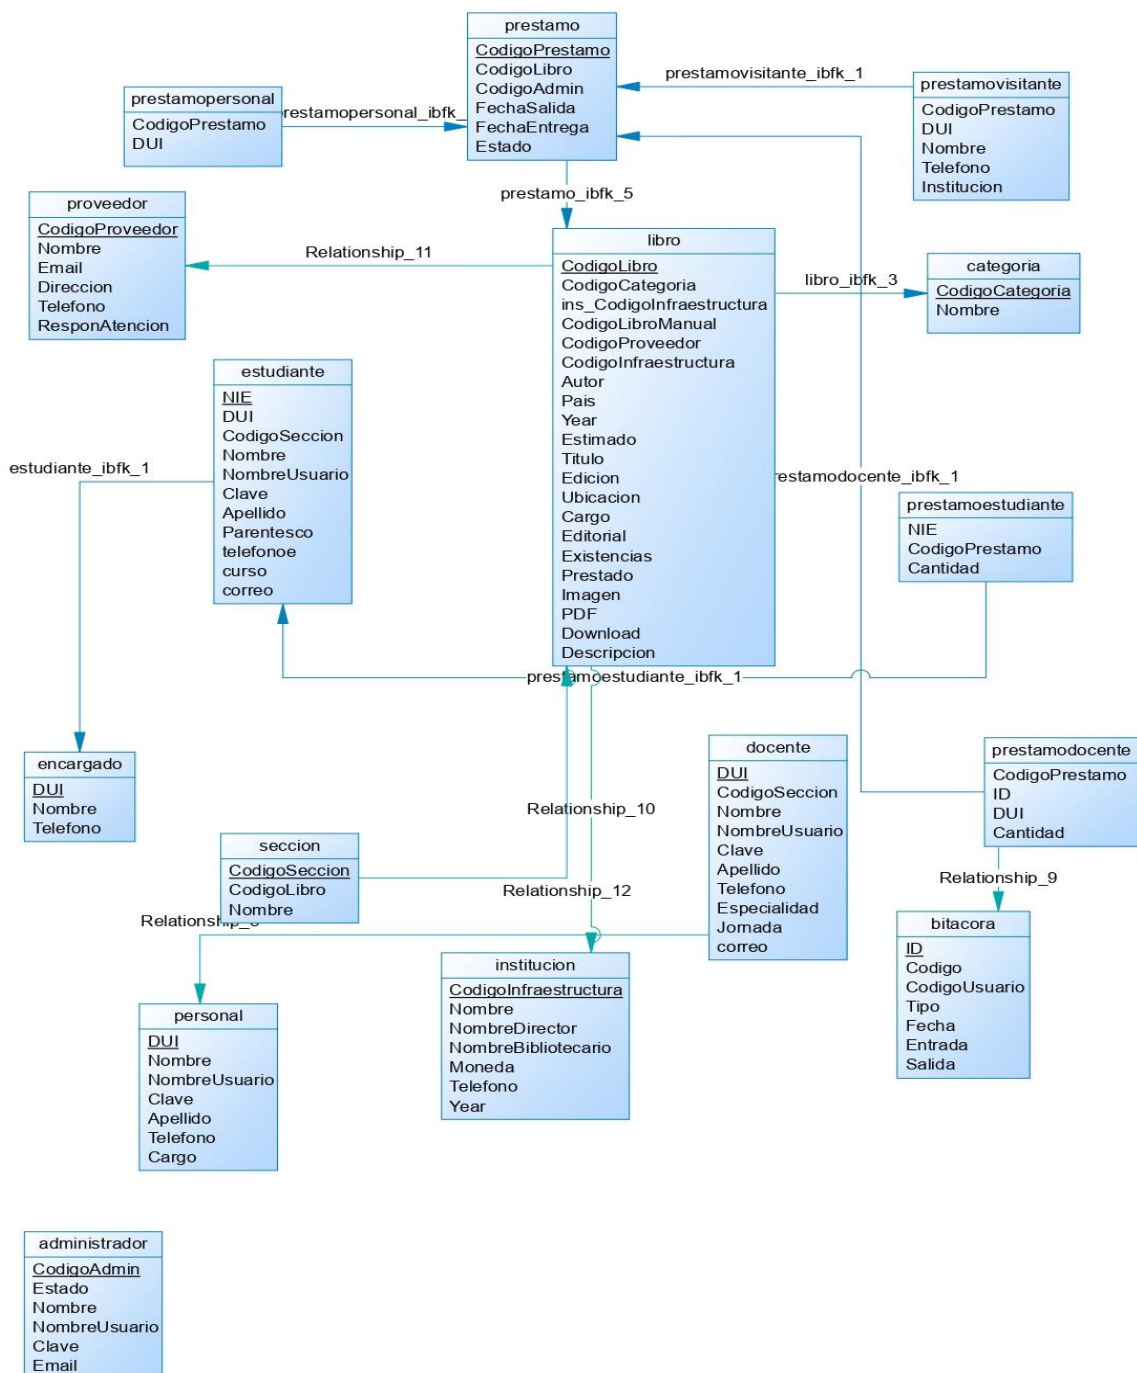 prestamo
CodigoPrestamo
CodigoLibro
CodigoAdmin
FechaSalida
FechaEntrega
Estado
prestamovisitante_ibfk_1
prestamovisitante
CodigoPrestamo
DUI
Nombre
Telefono
Institucion
prestamopersonal
CodigoPrestamo
DUI
restamopersonal_ibfk_
prestamo_ibfk_5
proveedor
CodigoProveedor
Nombre
Email
Direccion
Telefono
ResponAtencion
Relationship_11
libro
CodigoLibro
CodigoCategoria
ins_CodigoInfraestructura
CodigoLibroManual
CodigoProveedor
CodigoInfraestructura
Autor
Pais
Year
Estimado
Titulo
Edicion
Ubicacion
Cargo
Editorial
Existencias
Prestado
Imagen
PDF
Download
Descripcion
libro_ibfk_3
categoria
CodigoCategoria
Nombre
estudiante
NIE
DUI
CodigoSeccion
Nombre
NombreUsuario
Clave
Apellido
Parentesco
telefonoe
curso
correo
estudiante_ibfk_1
restamodocente_ibfk_1
prestamoestudiante
NIE
CodigoPrestamo
Cantidad
prestamoestudiante_ibfk_1
encargado
DUI
Nombre
Telefono
docente
DUI
CodigoSeccion
Nombre
NombreUsuario
Clave
Apellido
Telefono
Especialidad
Jornada
correo
prestamodocente
CodigoPrestamo
ID
DUI
Cantidad
Relationship_10
seccion
CodigoSeccion
CodigoLibro
Nombre
Relationship_12
Relationship_9
bitacora
ID
Codigo
CodigoUsuario
Tipo
Fecha
Entrada
Salida
institucion
CodigoInfraestructura
Nombre
NombreDirector
NombreBibliotecario
Moneda
Telefono
Year
personal
DUI
Nombre
NombreUsuario
Clave
Apellido
Telefono
Cargo
administrador
CodigoAdmin
Estado
Nombre
NombreUsuario
Clave
Email